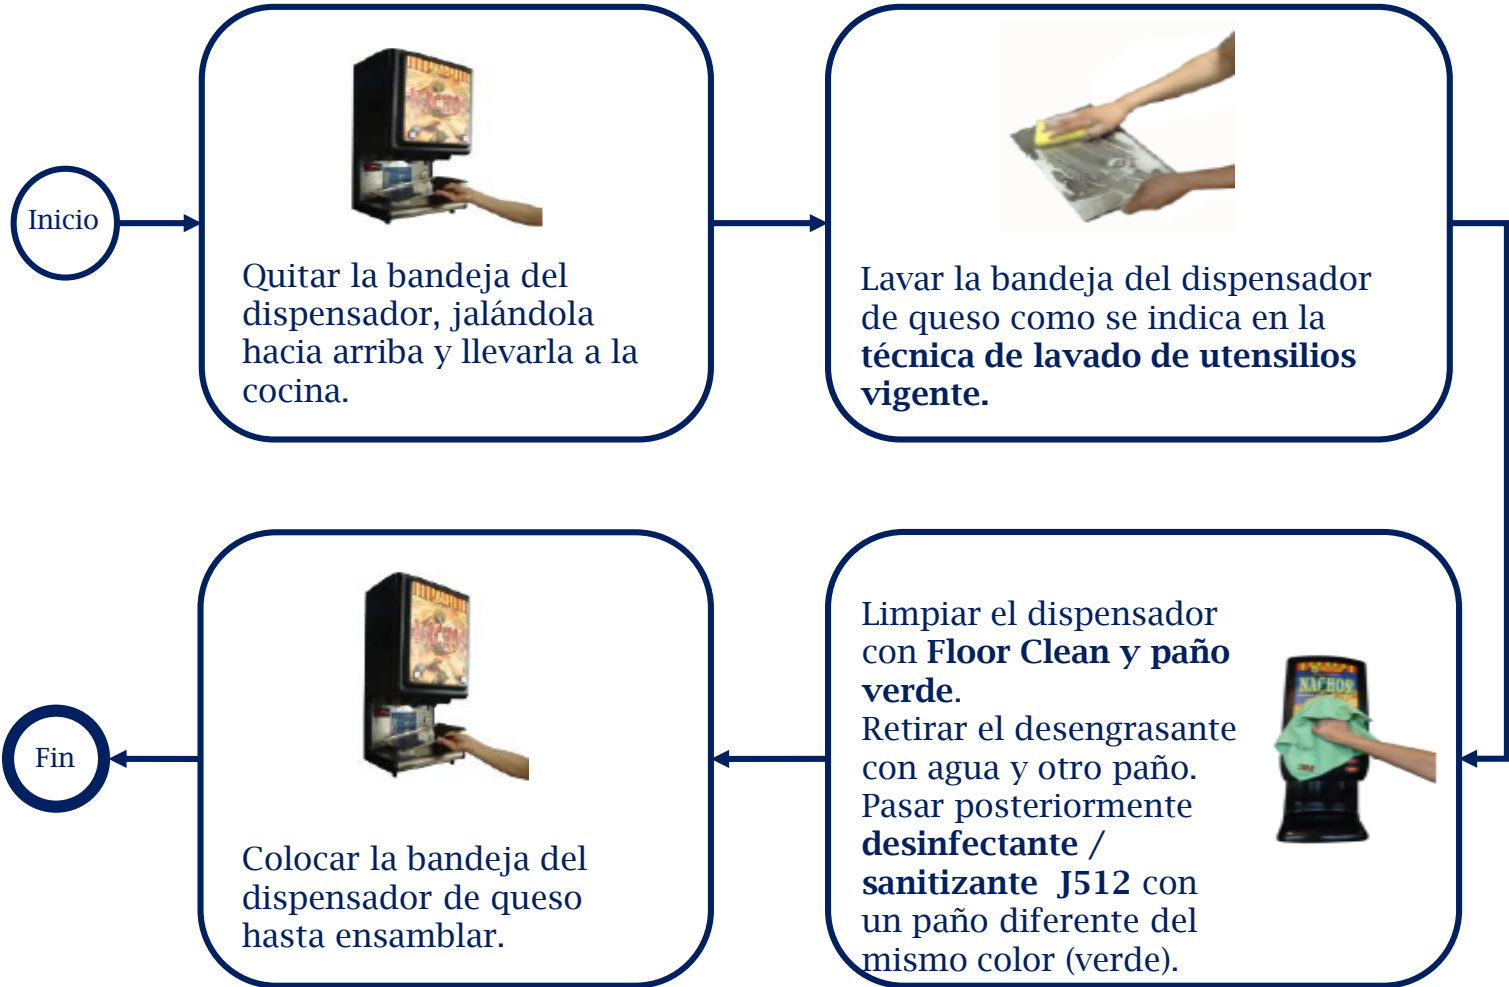 Inicio
Quitar la bandeja del
dispensador, jalándola
hacia arriba y llevarla a la
cocina.
Lavar la bandeja del dispensador
de queso como se indica en la
técnica de lavado de utensilios
vigente.
Limpiar el dispensador
con Floor Clean y paño
verde.
Retirar el desengrasante
con agua y otro paño.
Pasar posteriormente
desinfectante /
sanitizante J512 con
un paño diferente del
mismo color (verde).
NACHOS
Colocar la bandeja del
dispensador de queso
hasta ensamblar.
Fin